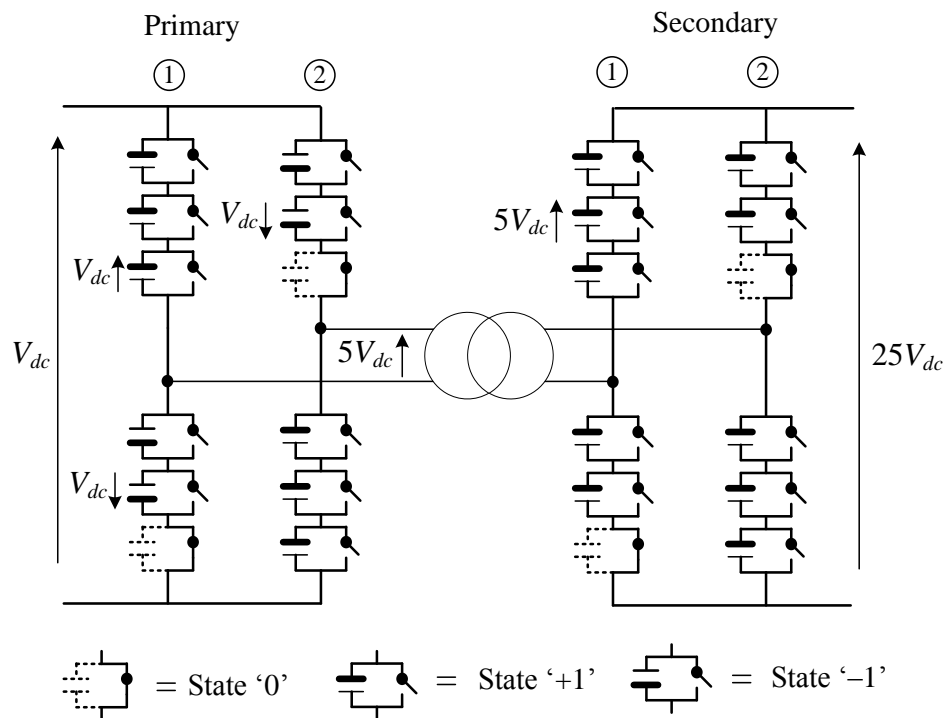 Primary
Secondary
① ② ① ②
V_dc
5V_dc
V_dc
V_dc
5V_dc
25V_dc
V_dc
= State ‘0’ = State ‘+1’ = State ‘–1’